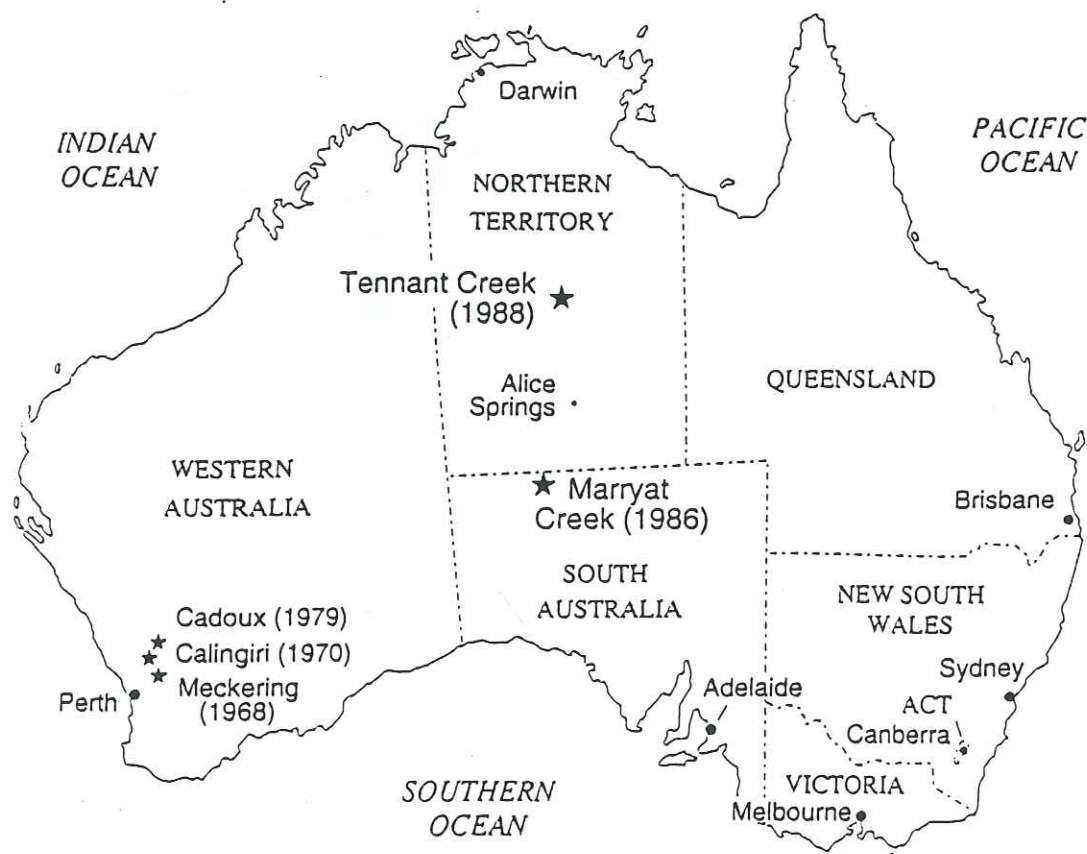 Darwin
INDIAN
OCEAN
PACIFIC
OCEAN
NORTHERN
TERRITORY
Tennant Creek
(1988)
Alice
Springs
QUEENSLAND
WESTERN
AUSTRALIA
Marryat
Creek (1986)
Brisbane
SOUTH
AUSTRALIA
NEW SOUTH
WALES
Cadoux (1979)
Calingiri (1970)
Meckering
(1968)
Perth
Adelaide
Sydney
ACT
Canberra
VICTORIA
Melbourne
SOUTHERN
OCEAN